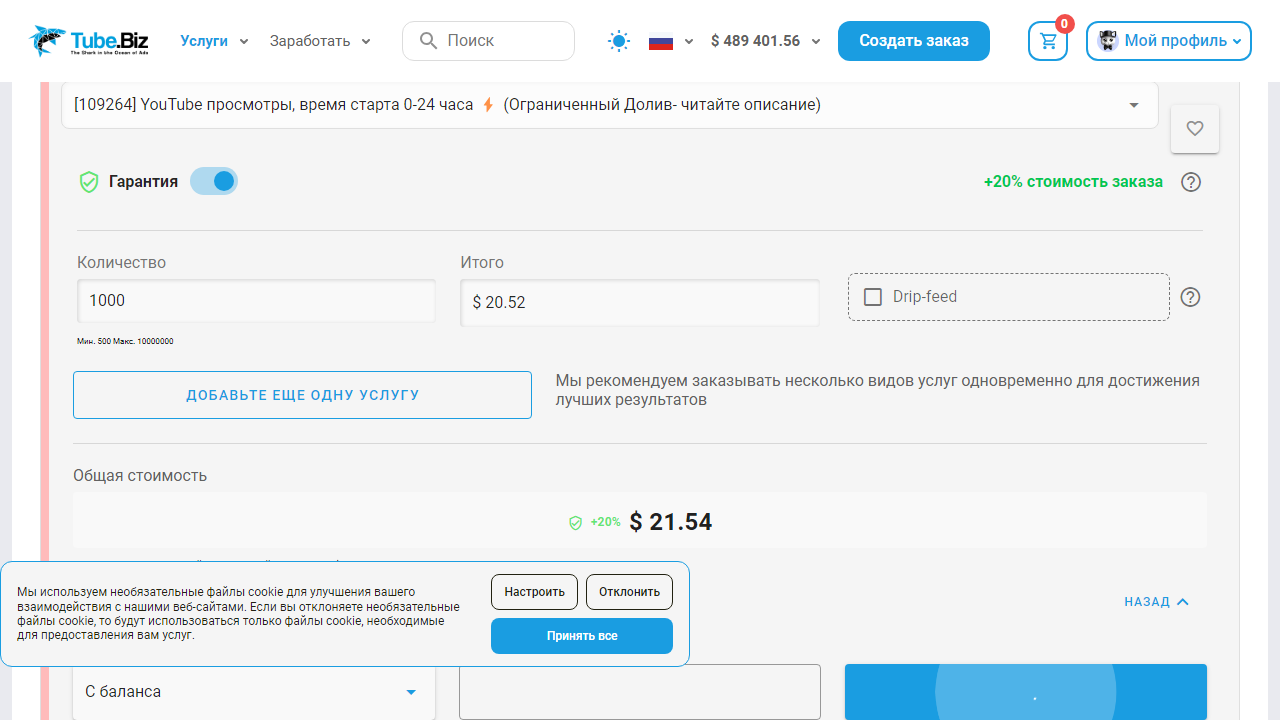 Tube.Biz
The Shark in the Ocean of Ads
Услуги
Заработать
Поиск
$ 489 401.56
Создать заказ
0
Мой профиль
[109264] YouTube просмотры, время старта 0-24 часа (Ограниченный Долив- читайте описание)
Гарантия
+20% стоимость заказа
Количество
Итого
1000
$ 20.52
Drip-feed
Мин. 500 Макс. 10000000
ДОБАВЬТЕ ЕЩЕ ОДНУ УСЛУГУ
Мы рекомендуем заказывать несколько видов услуг одновременно для достижения
лучших результатов
Общая стоимость
+20% $ 21.54
Мы используем необязательные файлы cookie для улучшения вашего
взаимодействия с нашими веб-сайтами. Если вы отклоняете необязательные
файлы cookie, то будут использоваться только файлы cookie, необходимые
для предоставления вам услуг.
Настроить
Отклонить
Принять все
НАЗАД
С баланса